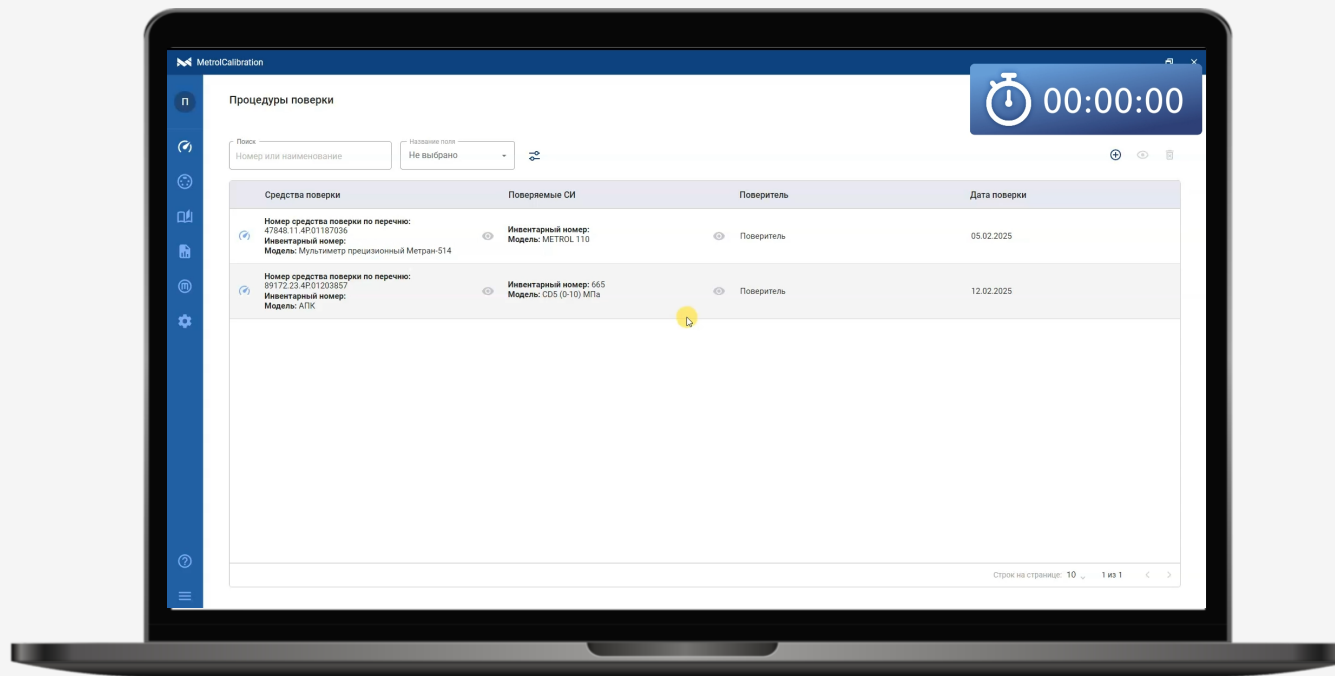 MetrolCalibration
00:00:00
П
Процедуры поверки
Поиск
Номер или наименование
Название поля
Не выбрано
Средства поверки
Поверяемые СИ
Поверитель
Дата поверки
Номер средства поверки по перечню:
47848.11.4Р.01187036
Инвентарный номер:
Модель: Мультиметр прецизионный Метран-514
Инвентарный номер:
Модель: METROL 110
Поверитель
05.02.2025
Номер средства поверки по перечню:
89172.23.4Р.01203857
Инвентарный номер:
Модель: АПК
Инвентарный номер: 665
Модель: CD5 (0-10) МПа
Поверитель
12.02.2025
Строк на странице: 10
1 из 1